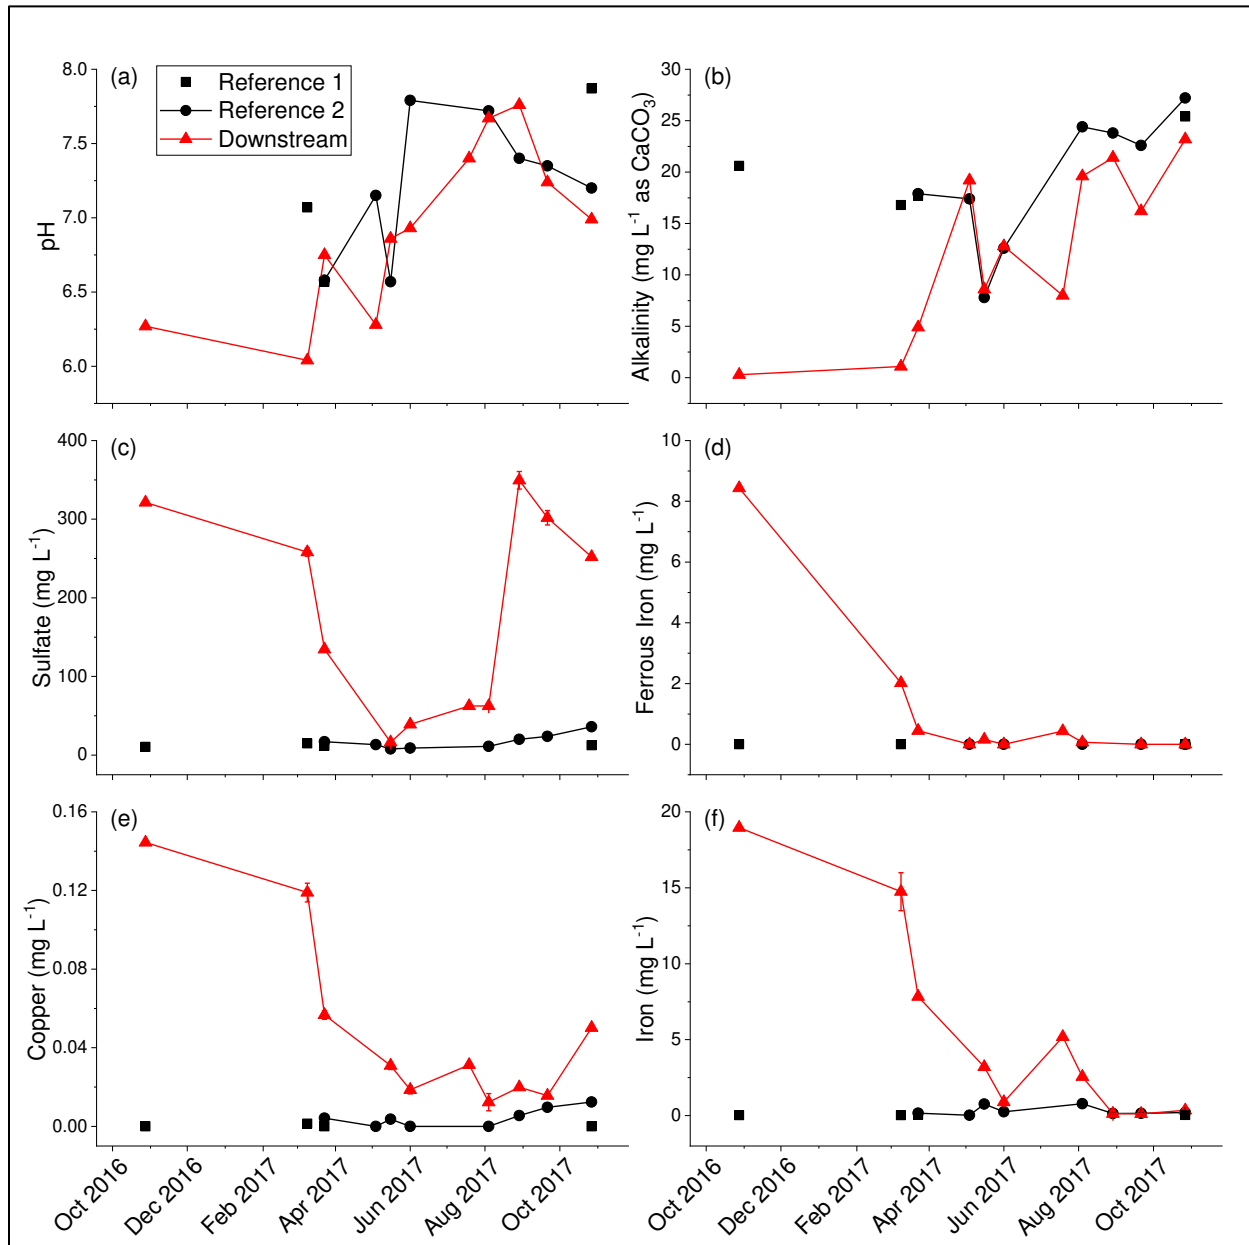 (a)
Reference 1
Reference 2
Downstream
8.0
7.5
7.0
6.5
6.0
pH
(b)
30
25
20
15
10
5
0
Alkalinity (mg L⁻¹ as CaCO₃)
(c)
400
300
200
100
0
Sulfate (mg L⁻¹)
(d)
10
8
6
4
2
0
Ferrous Iron (mg L⁻¹)
(e)
0.16
0.12
0.08
0.04
0.00
Copper (mg L⁻¹)
Oct 2016
Dec 2016
Feb 2017
Apr 2017
Jun 2017
Aug 2017
Oct 2017
(f)
20
15
10
5
0
Iron (mg L⁻¹)
Oct 2016
Dec 2016
Feb 2017
Apr 2017
Jun 2017
Aug 2017
Oct 2017